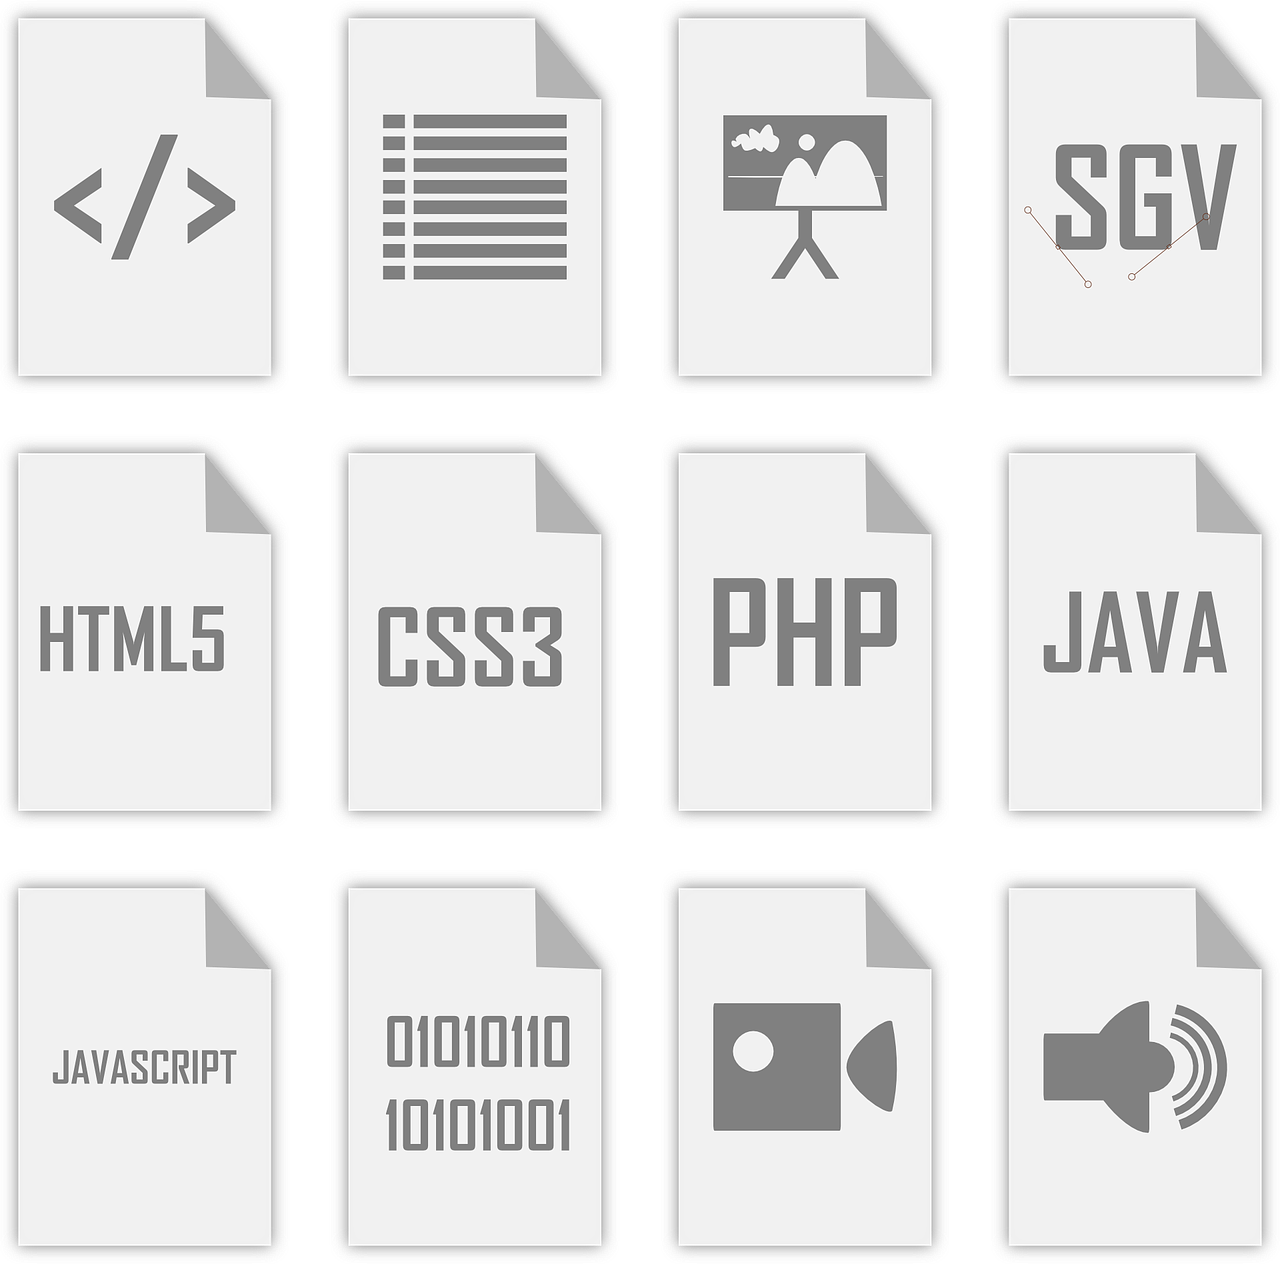 </>
SGV
HTML5
CSS3
PHP
JAVA
JAVASCRIPT
01010110
10101001